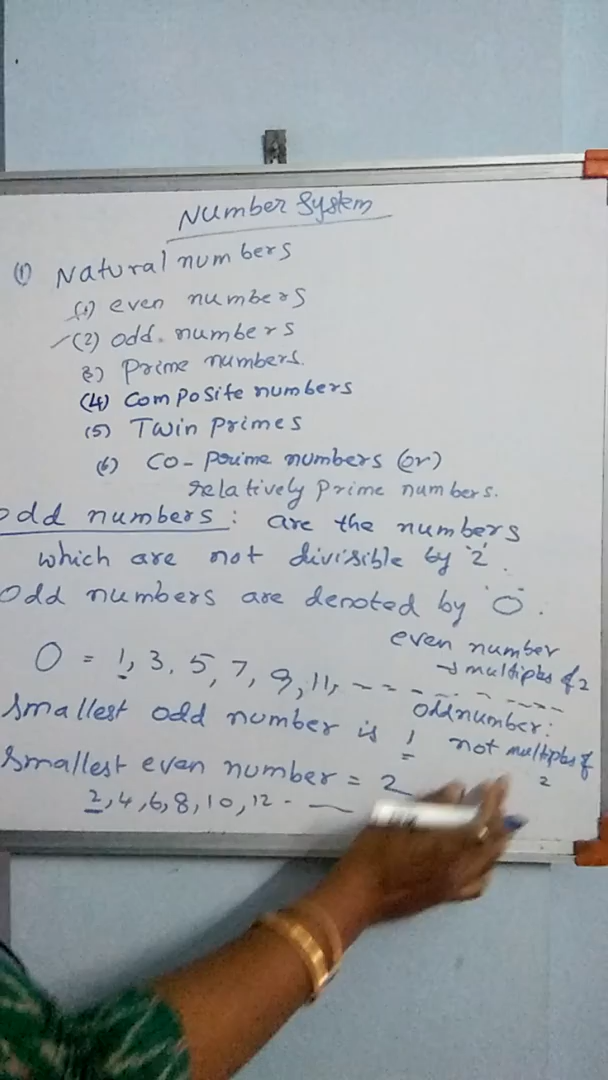 Number System
(1) Natural numbers
(1) even numbers
(2) odd. numbers
3) Prime numbers.
(4) Composite numbers
(5) Twin primes
(6) Co-prime numbers (or)
relatively prime numbers.
odd numbers: are the numbers
which are not divisible by '2'.
Odd numbers are denoted by 'O'.
even number
→ multiples of 2
O = 1, 3, 5, 7, 9, 11, - - - - - - - - -
odd number:
not multiples of
2
Smallest odd number is 1
Smallest even number = 2
2, 4, 6, 8, 10, 12 - —